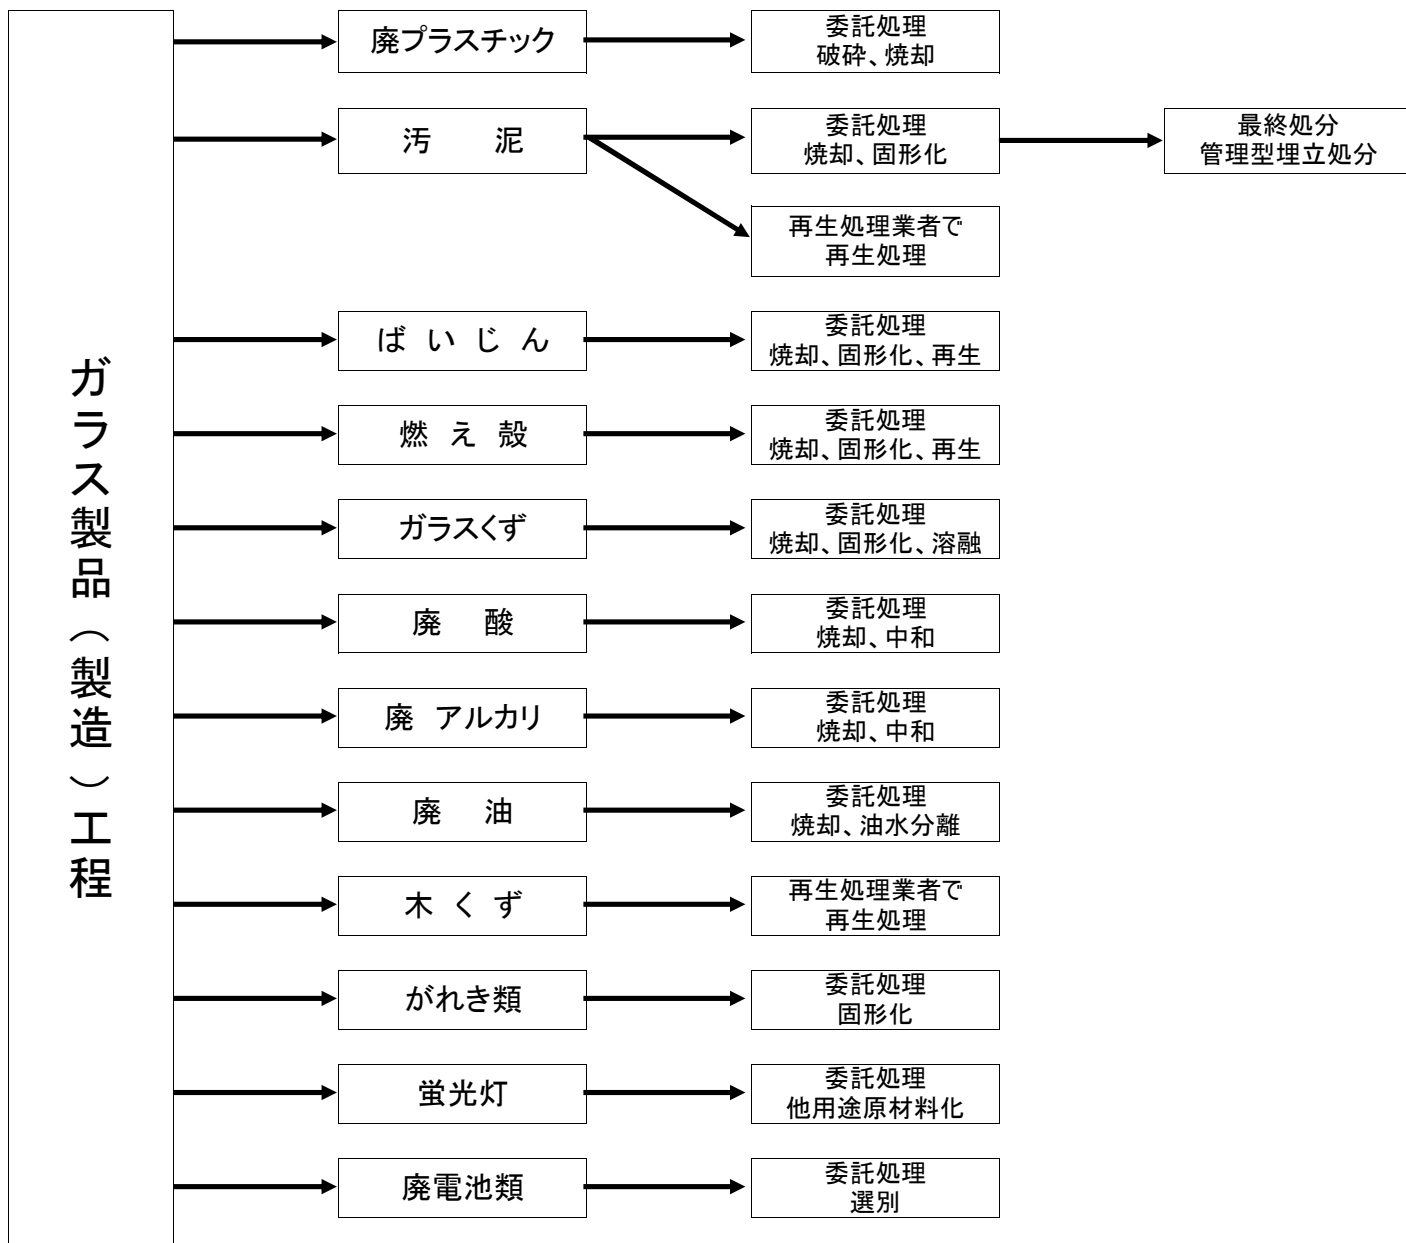 ガラス製品（製造）工程
廃プラスチック
委託処理
破砕、焼却
汚　　泥
委託処理
焼却、固形化
最終処分
管理型埋立処分
再生処理業者で
再生処理
ば い じ ん
委託処理
焼却、固形化、再生
燃 え 殻
委託処理
焼却、固形化、再生
ガラスくず
委託処理
焼却、固形化、溶融
廃　　酸
委託処理
焼却、中和
廃 アルカリ
委託処理
焼却、中和
廃　　油
委託処理
焼却、油水分離
木 く ず
再生処理業者で
再生処理
がれき類
委託処理
固形化
蛍光灯
委託処理
他用途原材料化
廃電池類
委託処理
選別